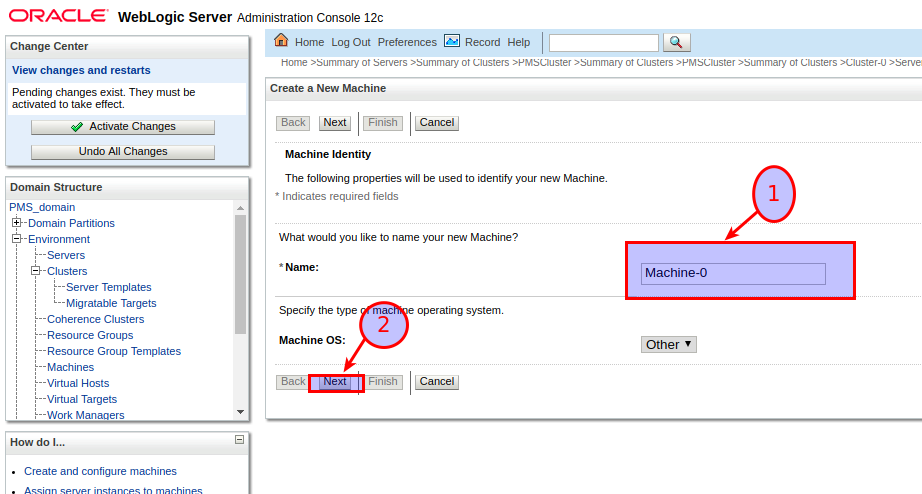 ORACLE WebLogic Server Administration Console 12c
Change Center
View changes and restarts
Pending changes exist. They must be
activated to take effect.
Activate Changes
Undo All Changes
Domain Structure
PMS_domain
Domain Partitions
Environment
Servers
Clusters
Server Templates
Migratable Targets
Coherence Clusters
Resource Groups
Resource Group Templates
Machines
Virtual Hosts
Virtual Targets
Work Managers
How do I...
Create and configure machines
Assign server instances to machines
Home Log Out Preferences Record Help
Home >Summary of Servers >Summary of Clusters >PMSCluster >Summary of Clusters >PMSCluster >Summary of Clusters >Cluster-0 >Serve
Create a New Machine
Back Next Finish Cancel
Machine Identity
The following properties will be used to identify your new Machine.
* Indicates required fields
1
What would you like to name your new Machine?
* Name: Machine-0
Specify the type of machine operating system.
2
Machine OS: Other
Back Next Finish Cancel